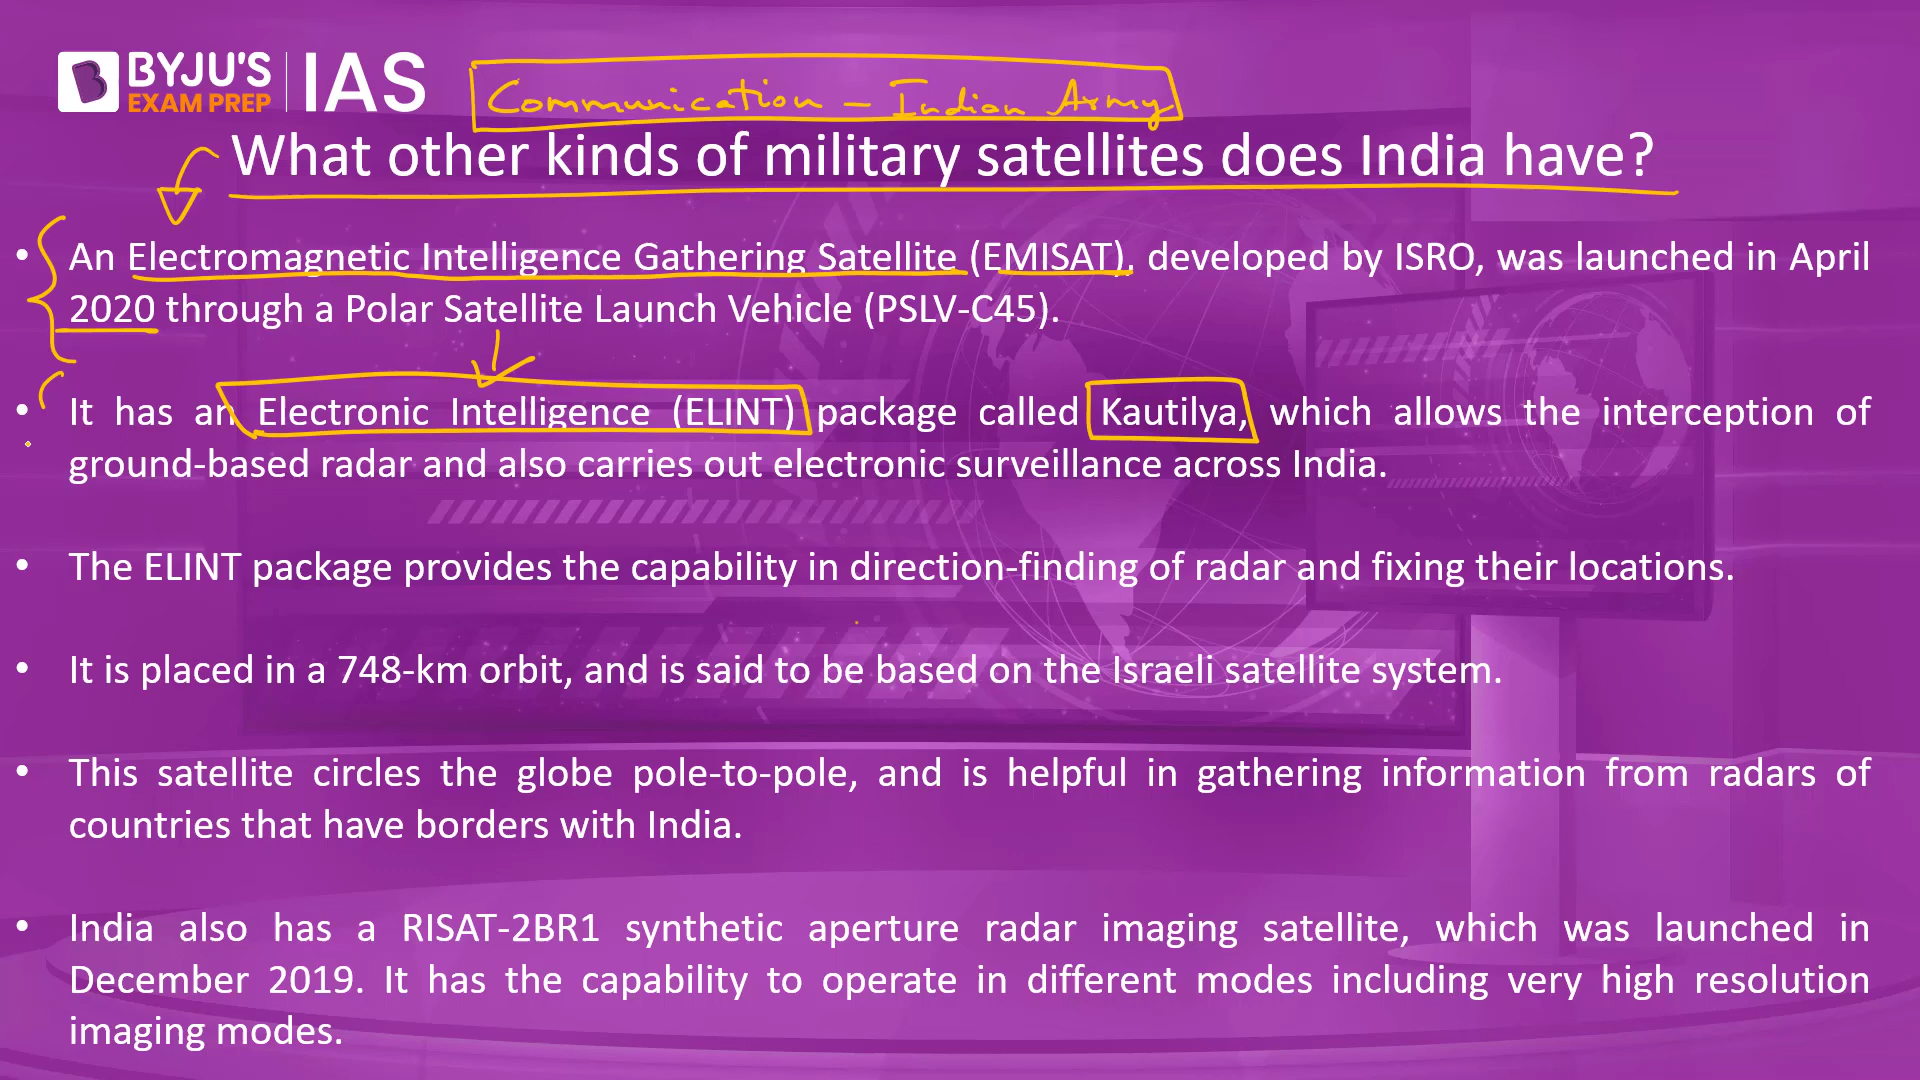 BYJU'S
EXAM PREP
IAS
Communication – Indian Army
What other kinds of military satellites does India have?
• An Electromagnetic Intelligence Gathering Satellite (EMISAT), developed by ISRO, was launched in April
2020 through a Polar Satellite Launch Vehicle (PSLV-C45).
• It has an Electronic Intelligence (ELINT) package called Kautilya, which allows the interception of
ground-based radar and also carries out electronic surveillance across India.
• The ELINT package provides the capability in direction-finding of radar and fixing their locations.
• It is placed in a 748-km orbit, and is said to be based on the Israeli satellite system.
• This satellite circles the globe pole-to-pole, and is helpful in gathering information from radars of
countries that have borders with India.
• India also has a RISAT-2BR1 synthetic aperture radar imaging satellite, which was launched in
December 2019. It has the capability to operate in different modes including very high resolution
imaging modes.